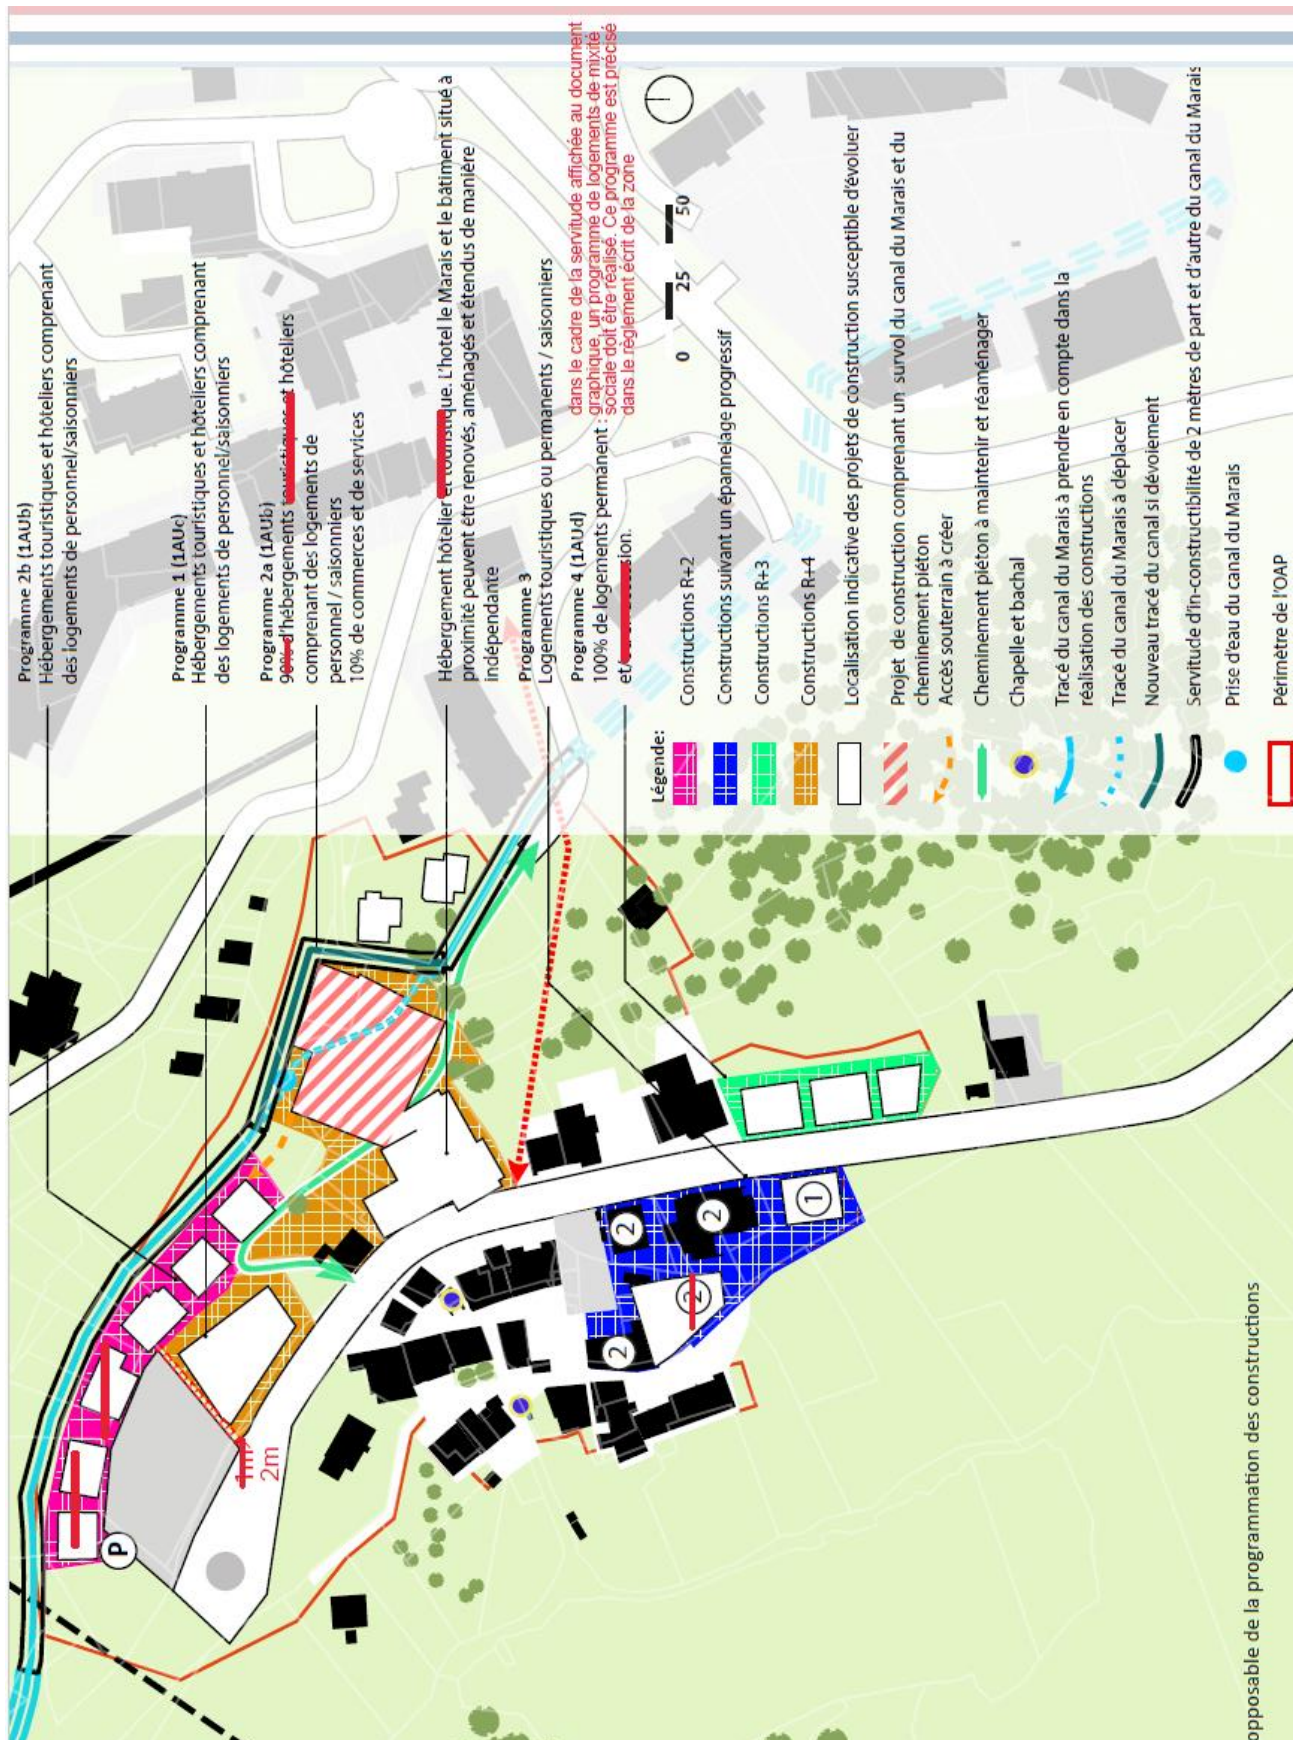 Programme 2b (1AUb)
Hébergements touristiques et hôteliers comprenant
des logements de personnel/saisonniers
Programme 1 (1AUc)
Hébergements touristiques et hôteliers comprenant
des logements de personnel/saisonniers
Programme 2a (1AUb)
90% d'hébergements touristiques et hôteliers
comprenant des logements de
personnel / saisonniers
10% de commerces et de services
Hébergement hôtelier et touristique. L'hotel le Marais et le bâtiment situé à
proximité peuvent être renovés, aménagés et étendus de manière
indépendante
Programme 3
Logements touristiques ou permanents / saisonniers
Programme 4 (1AUd)
100% de logements permanent :
et
dans le cadre de la servitude affichée au document
graphique, un programme de logements de mixité
sociale doit être réalisé. Ce programme est précisé
dans le règlement écrit de la zone
0 25 50
Légende:
Constructions R+2
Constructions suivant un épannelage progressif
Constructions R+3
Constructions R+4
Localisation indicative des projets de construction susceptible d'évoluer
Projet de construction comprenant un survol du canal du Marais et du
cheminement piéton
Accès souterrain à créer
Cheminement piéton à maintenir et réaménager
Chapelle et bachal
Tracé du canal du Marais à prendre en compte dans la
réalisation des constructions
Tracé du canal du Marais à déplacer
Nouveau tracé du canal si dévoiement
Servitude d'in-constructibilité de 2 mètres de part et d'autre du canal du Marais
Prise d'eau du canal du Marais
Périmètre de l'OAP
P
1m
2m
2
2
2
2
1
opposable de la programmation des constructions